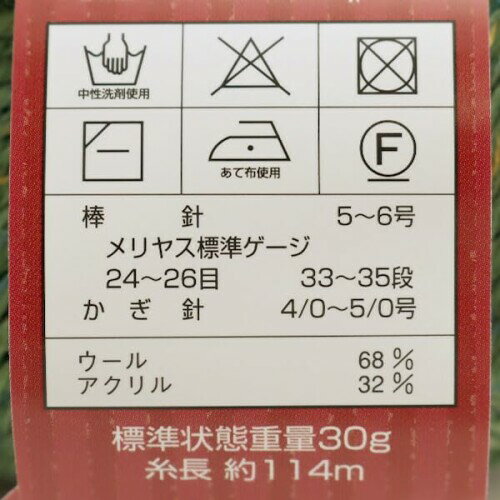 中性洗剤使用
あて布使用
F
棒 針 5～6号
メリヤス標準ゲージ
24～26目 33～35段
かぎ針 4/0～5/0号
ウール 68%
アクリル 32%
標準状態重量30g
糸長 約114m